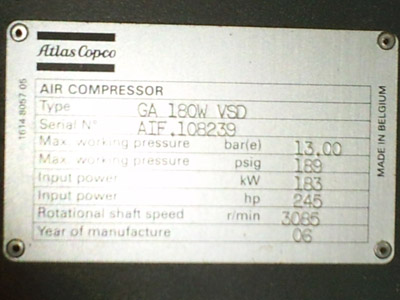 Atlas Copco
AIR COMPRESSOR
Type GA 180W VSD
Serial N° AIF.108239
Max. working pressure bar(e) 13.00
Max. working pressure psig 189
Input power kW 183
Input power hp 245
Rotational shaft speed r/min 3085
Year of manufacture 06
1614 8057 05
MADE IN BELGIUM